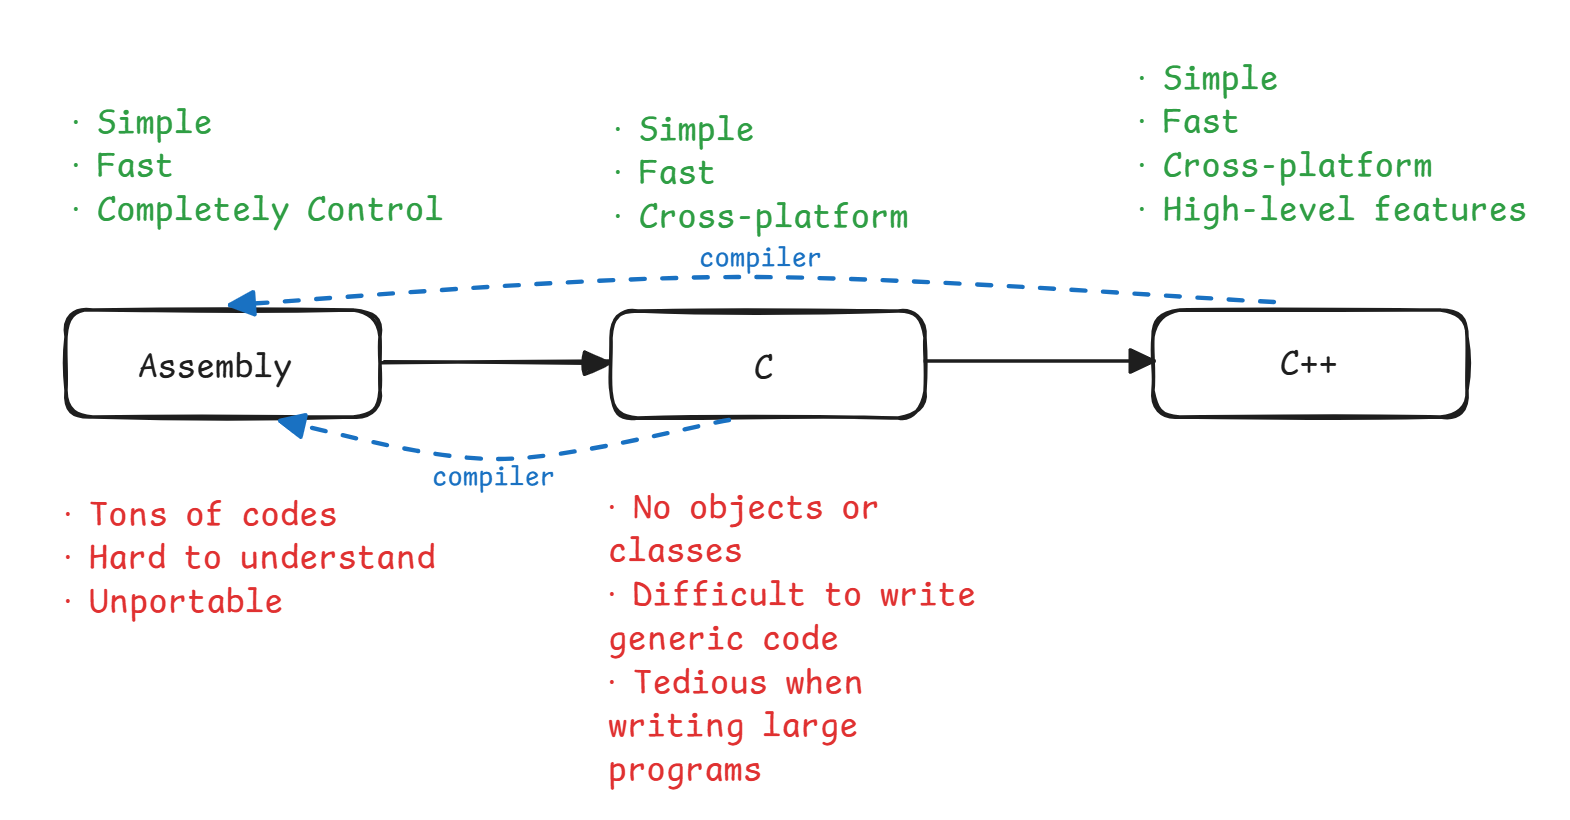 · Simple
· Fast
· Completely Control
· Simple
· Fast
· Cross-platform
· Simple
· Fast
· Cross-platform
· High-level features
compiler
Assembly
C
C++
compiler
· Tons of codes
· Hard to understand
· Unportable
· No objects or
classes
· Difficult to write
generic code
· Tedious when
writing large
programs